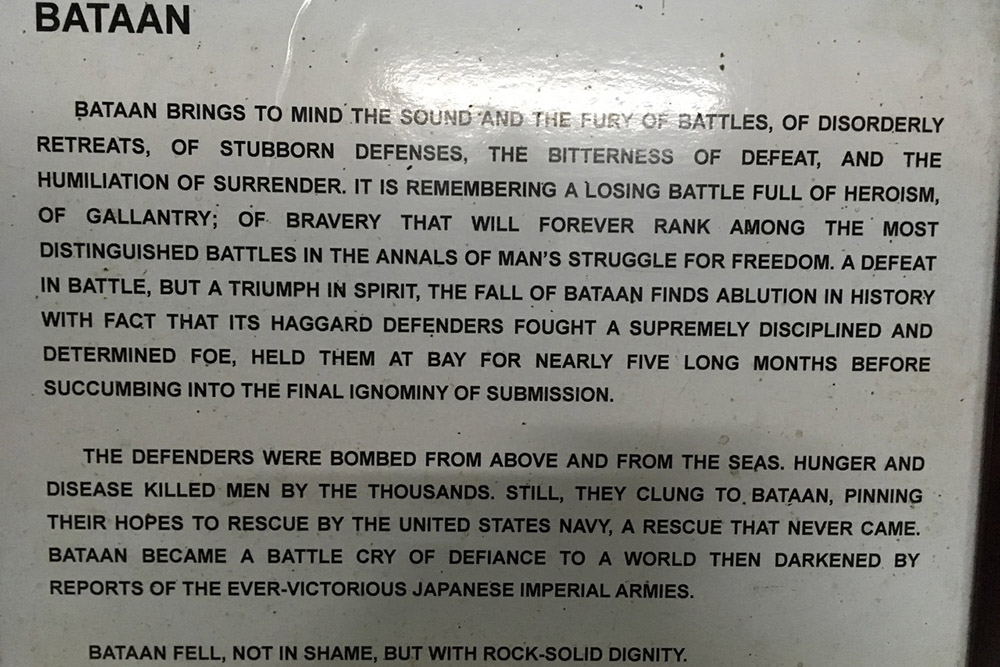 BATAAN
BATAAN BRINGS TO MIND THE SOUND AND THE FURY OF BATTLES, OF DISORDERLY
RETREATS, OF STUBBORN DEFENSES, THE BITTERNESS OF DEFEAT, AND THE
HUMILIATION OF SURRENDER. IT IS REMEMBERING A LOSING BATTLE FULL OF HEROISM,
OF GALLANTRY; OF BRAVERY THAT WILL FOREVER RANK AMONG THE MOST
DISTINGUISHED BATTLES IN THE ANNALS OF MAN'S STRUGGLE FOR FREEDOM. A DEFEAT
IN BATTLE, BUT A TRIUMPH IN SPIRIT, THE FALL OF BATAAN FINDS ABLUTION IN HISTORY
WITH FACT THAT ITS HAGGARD DEFENDERS FOUGHT A SUPREMELY DISCIPLINED AND
DETERMINED FOE, HELD THEM AT BAY FOR NEARLY FIVE LONG MONTHS BEFORE
SUCCUMBING INTO THE FINAL IGNOMINY OF SUBMISSION.
THE DEFENDERS WERE BOMBED FROM ABOVE AND FROM THE SEAS. HUNGER AND
DISEASE KILLED MEN BY THE THOUSANDS. STILL, THEY CLUNG TO BATAAN, PINNING
THEIR HOPES TO RESCUE BY THE UNITED STATES NAVY, A RESCUE THAT NEVER CAME.
BATAAN BECAME A BATTLE CRY OF DEFIANCE TO A WORLD THEN DARKENED BY
REPORTS OF THE EVER-VICTORIOUS JAPANESE IMPERIAL ARMIES.
BATAAN FELL, NOT IN SHAME, BUT WITH ROCK-SOLID DIGNITY.